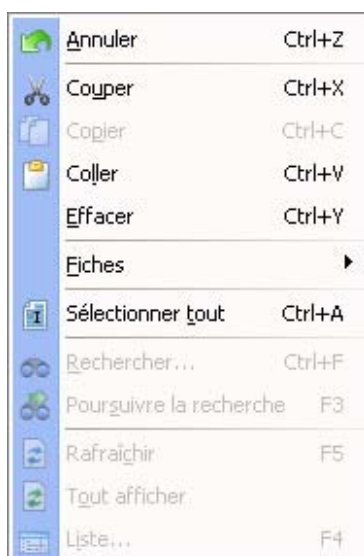 Annuler Ctrl+Z
Couper Ctrl+X
Copier Ctrl+C
Coller Ctrl+V
Effacer Ctrl+Y
Fiches
Sélectionner tout Ctrl+A
Rechercher... Ctrl+F
Poursuivre la recherche F3
Rafraîchir F5
Tout afficher
Liste... F4